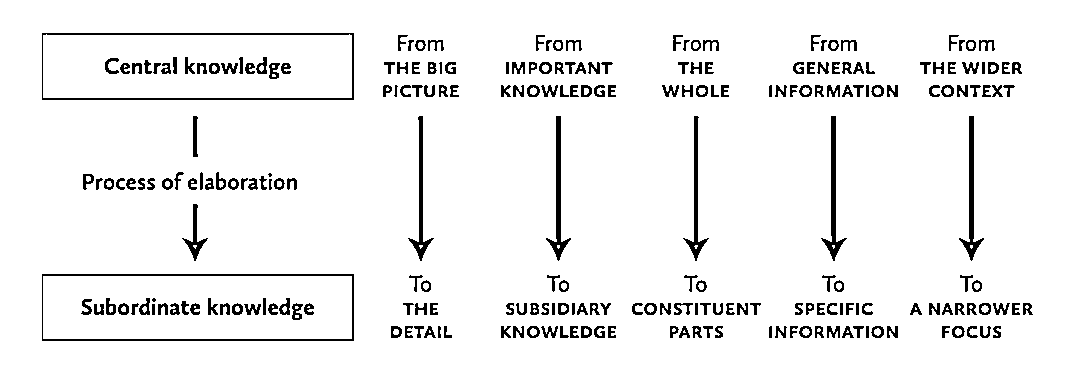 Central knowledge
Process of elaboration
Subordinate knowledge
From
THE BIG
PICTURE
To
THE
DETAIL
From
IMPORTANT
KNOWLEDGE
To
SUBSIDIARY
KNOWLEDGE
From
THE
WHOLE
To
CONSTITUENT
PARTS
From
GENERAL
INFORMATION
To
SPECIFIC
INFORMATION
From
THE WIDER
CONTEXT
To
A NARROWER
FOCUS